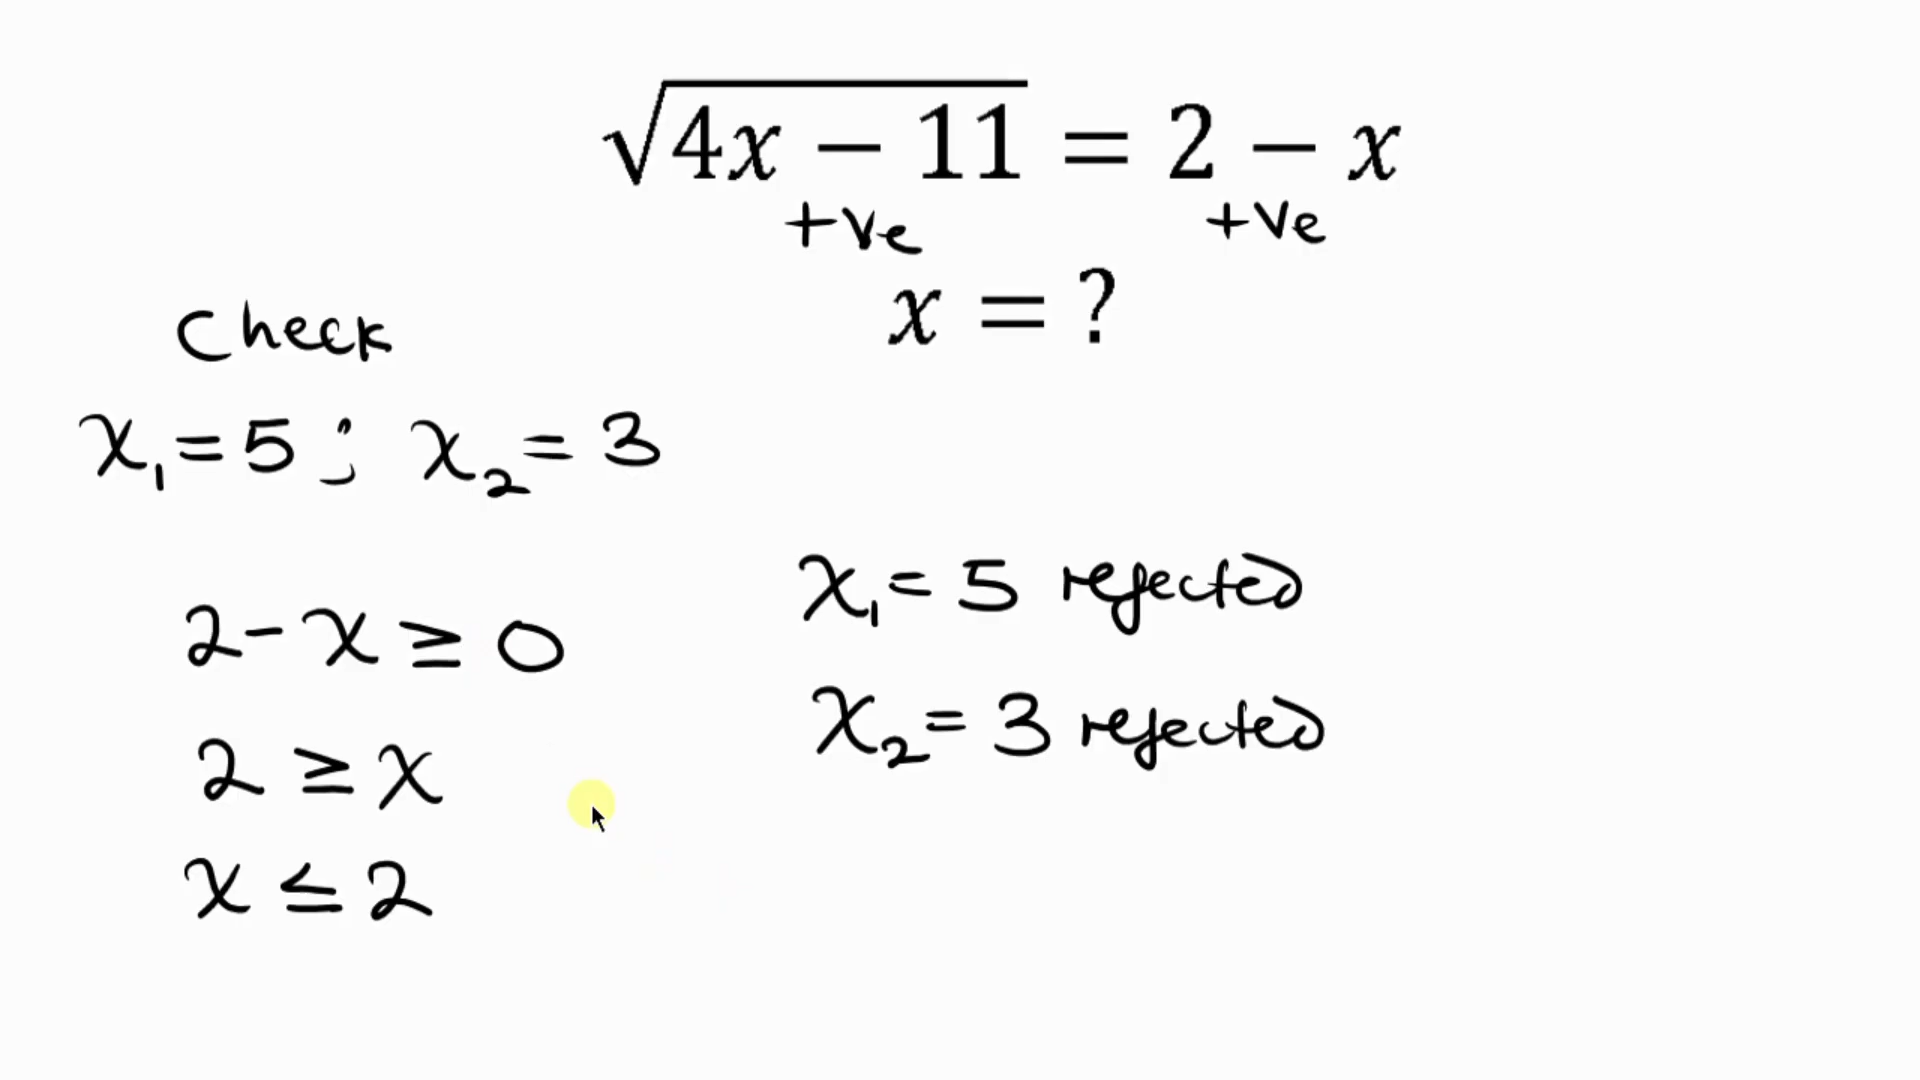 √4x − 11 = 2 − x
+ve +ve
x = ?
Check
x₁ = 5 ; x₂ = 3
2 - x ≥ 0
2 ≥ x
x ≤ 2
x₁ = 5 rejected
x₂ = 3 rejected